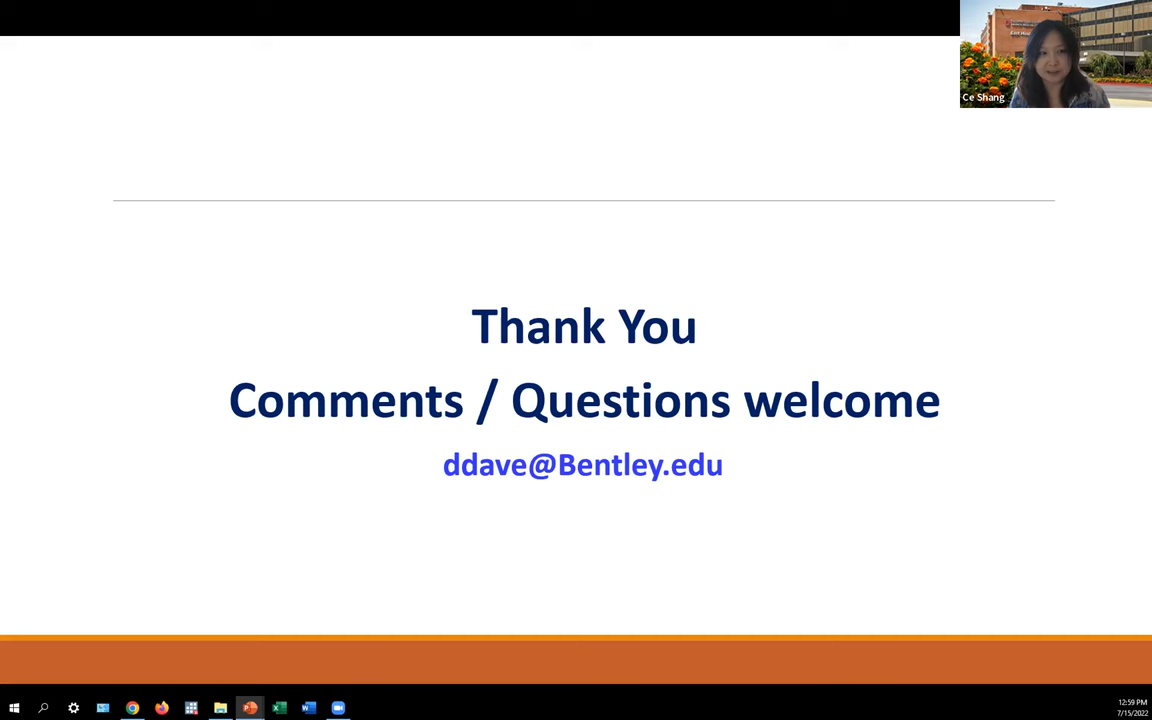 Ce Shang
Thank You
Comments / Questions welcome
ddave@Bentley.edu
12:59 PM
7/15/2022